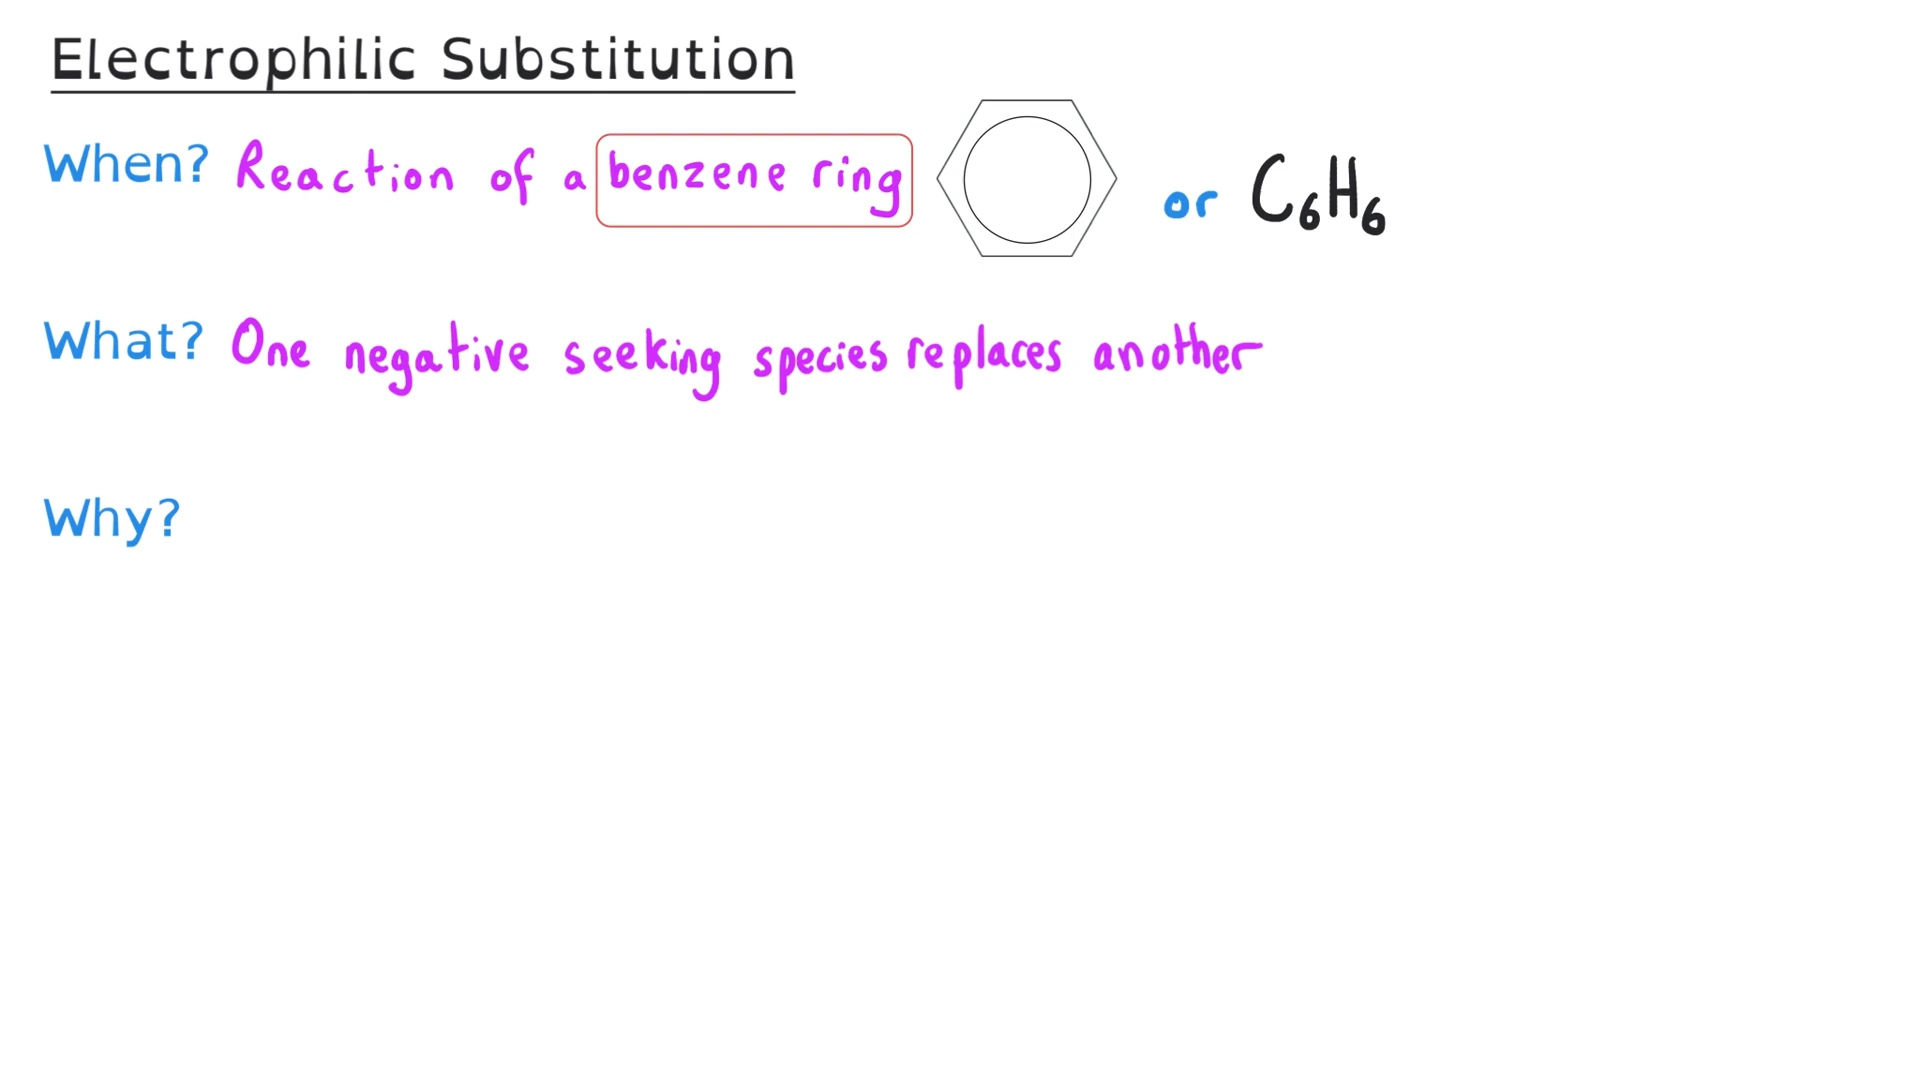 Electrophilic Substitution
When? Reaction of a benzene ring or C₆H₆
What? One negative seeking species replaces another
Why?